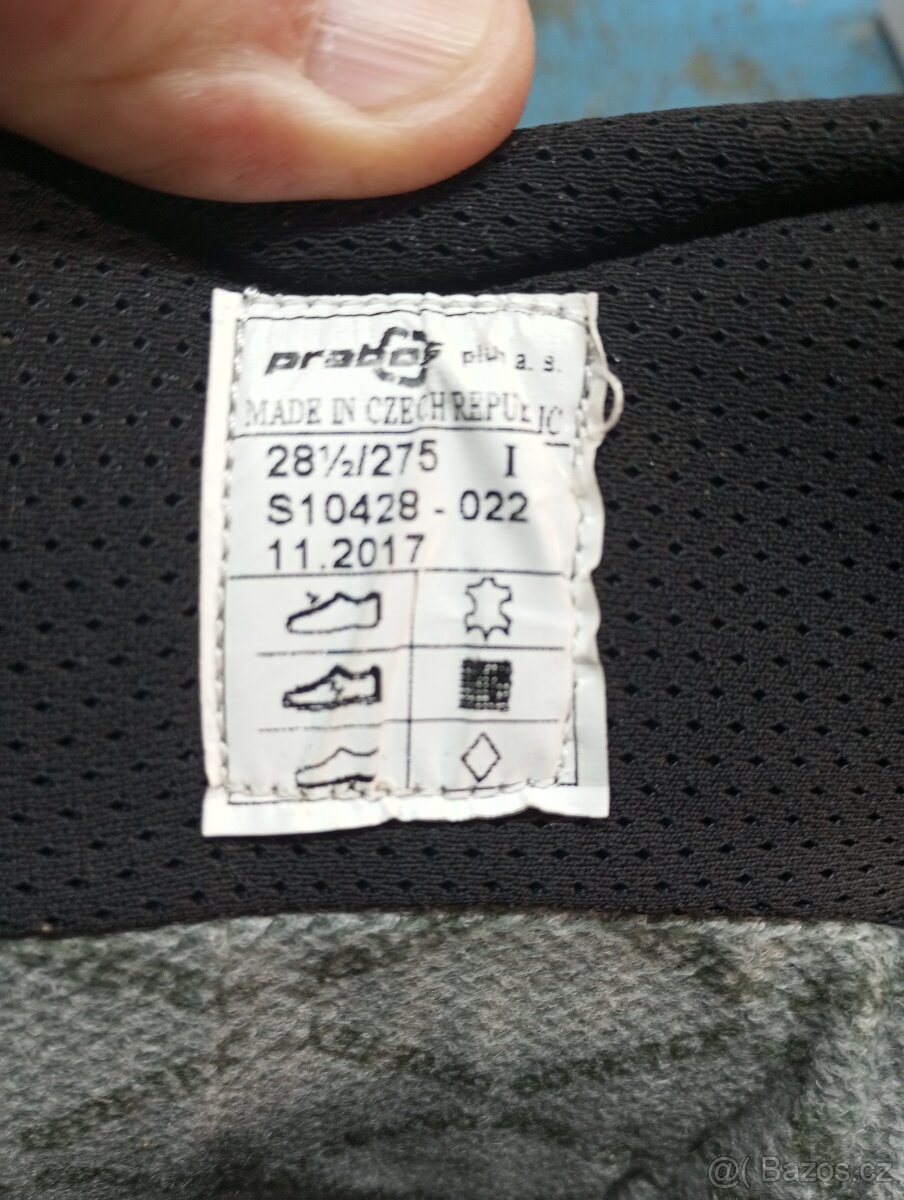 prabos plus a. s.
MADE IN CZECH REPUBLIC
28½/275 I
S10428 - 022
11.2017
@( Bazos.cz